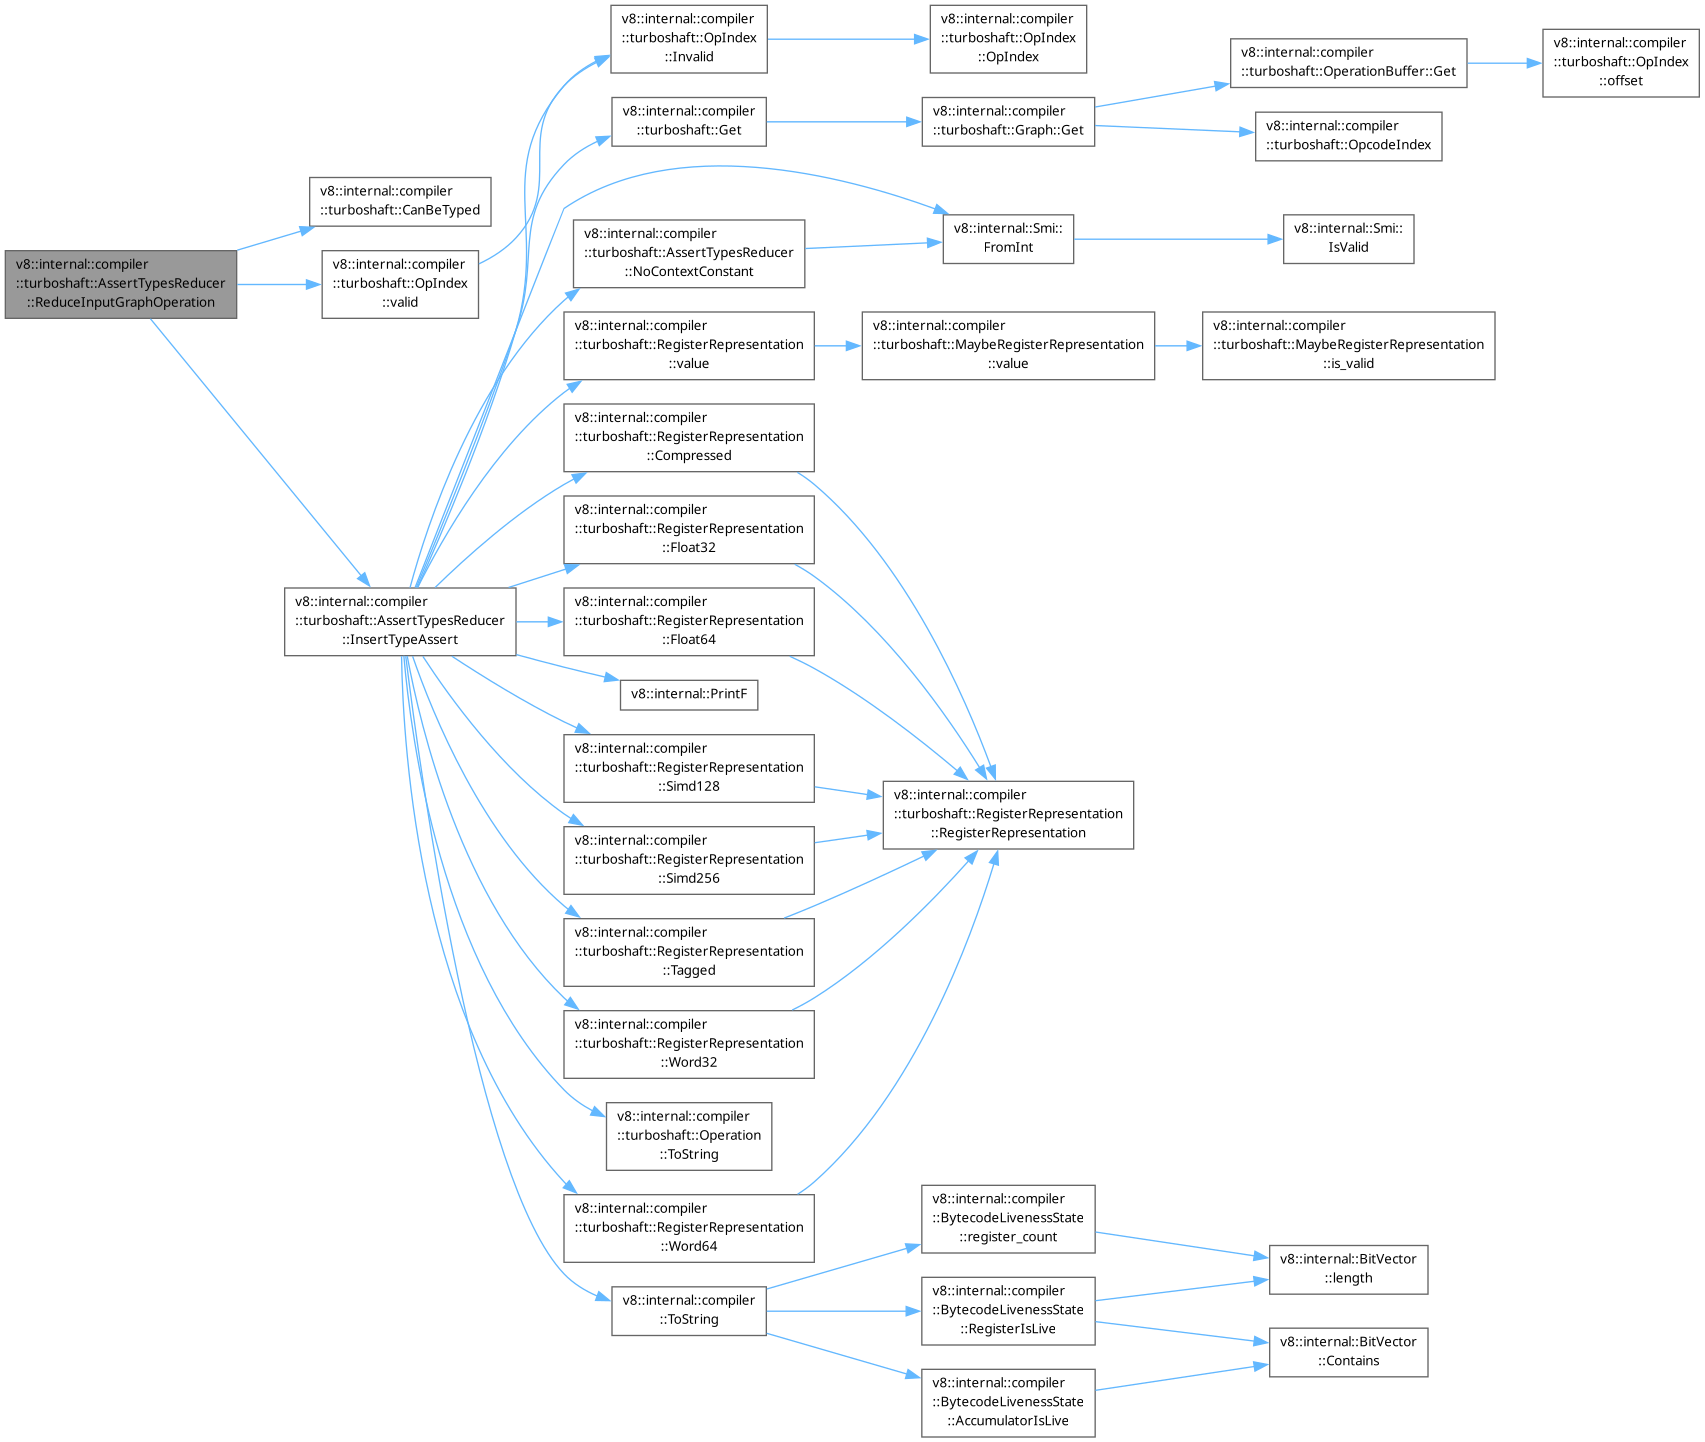 v8::internal::compiler
::turboshaft::AssertTypesReducer
::ReduceInputGraphOperation
v8::internal::compiler
::turboshaft::CanBeTyped
v8::internal::compiler
::turboshaft::OpIndex
::valid
v8::internal::compiler
::turboshaft::AssertTypesReducer
::InsertTypeAssert
v8::internal::compiler
::turboshaft::OpIndex
::Invalid
v8::internal::compiler
::turboshaft::OpIndex
::OpIndex
v8::internal::compiler
::turboshaft::Get
v8::internal::compiler
::turboshaft::Graph::Get
v8::internal::compiler
::turboshaft::OperationBuffer::Get
v8::internal::compiler
::turboshaft::OpIndex
::offset
v8::internal::compiler
::turboshaft::OpcodeIndex
v8::internal::compiler
::turboshaft::AssertTypesReducer
::NoContextConstant
v8::internal::Smi::
FromInt
v8::internal::Smi::
IsValid
v8::internal::compiler
::turboshaft::RegisterRepresentation
::value
v8::internal::compiler
::turboshaft::MaybeRegisterRepresentation
::value
v8::internal::compiler
::turboshaft::MaybeRegisterRepresentation
::is_valid
v8::internal::compiler
::turboshaft::RegisterRepresentation
::Compressed
v8::internal::compiler
::turboshaft::RegisterRepresentation
::Float32
v8::internal::compiler
::turboshaft::RegisterRepresentation
::Float64
v8::internal::PrintF
v8::internal::compiler
::turboshaft::RegisterRepresentation
::Simd128
v8::internal::compiler
::turboshaft::RegisterRepresentation
::RegisterRepresentation
v8::internal::compiler
::turboshaft::RegisterRepresentation
::Simd256
v8::internal::compiler
::turboshaft::RegisterRepresentation
::Tagged
v8::internal::compiler
::turboshaft::RegisterRepresentation
::Word32
v8::internal::compiler
::turboshaft::Operation
::ToString
v8::internal::compiler
::turboshaft::RegisterRepresentation
::Word64
v8::internal::compiler
::ToString
v8::internal::compiler
::BytecodeLivenessState
::register_count
v8::internal::compiler
::BytecodeLivenessState
::RegisterIsLive
v8::internal::compiler
::BytecodeLivenessState
::AccumulatorIsLive
v8::internal::BitVector
::length
v8::internal::BitVector
::Contains